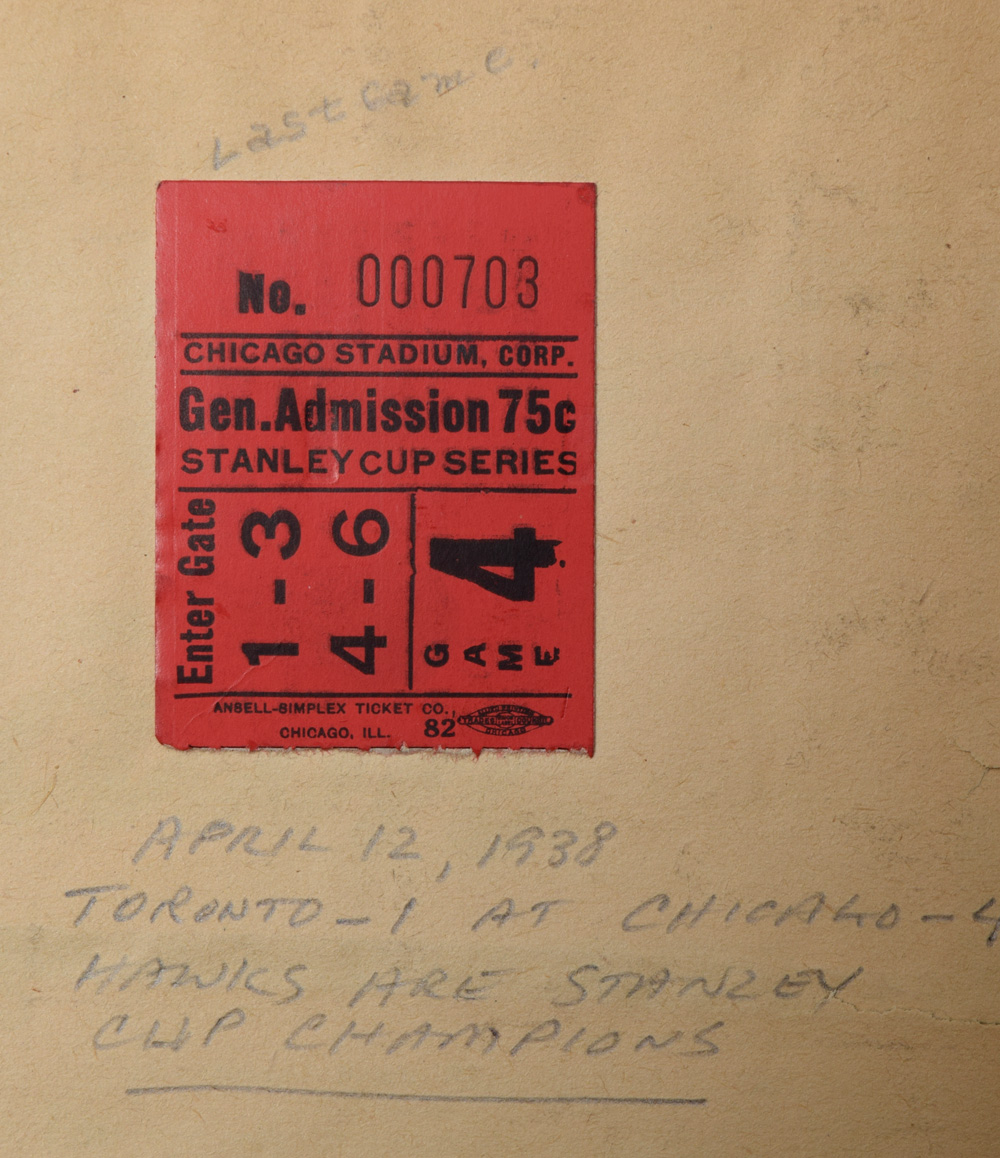 Last Game.
No. 000703
CHICAGO STADIUM, CORP.
Gen. Admission 75c
STANLEY CUP SERIES
Enter Gate
1-3
4-6
GAME
4
ANSELL-SIMPLEX TICKET CO.,
CHICAGO, ILL. 82
CHICAGO
APRIL 12, 1938
TORONTO-1 AT CHICAGO-4
HAWKS ARE STANLEY
CUP CHAMPIONS